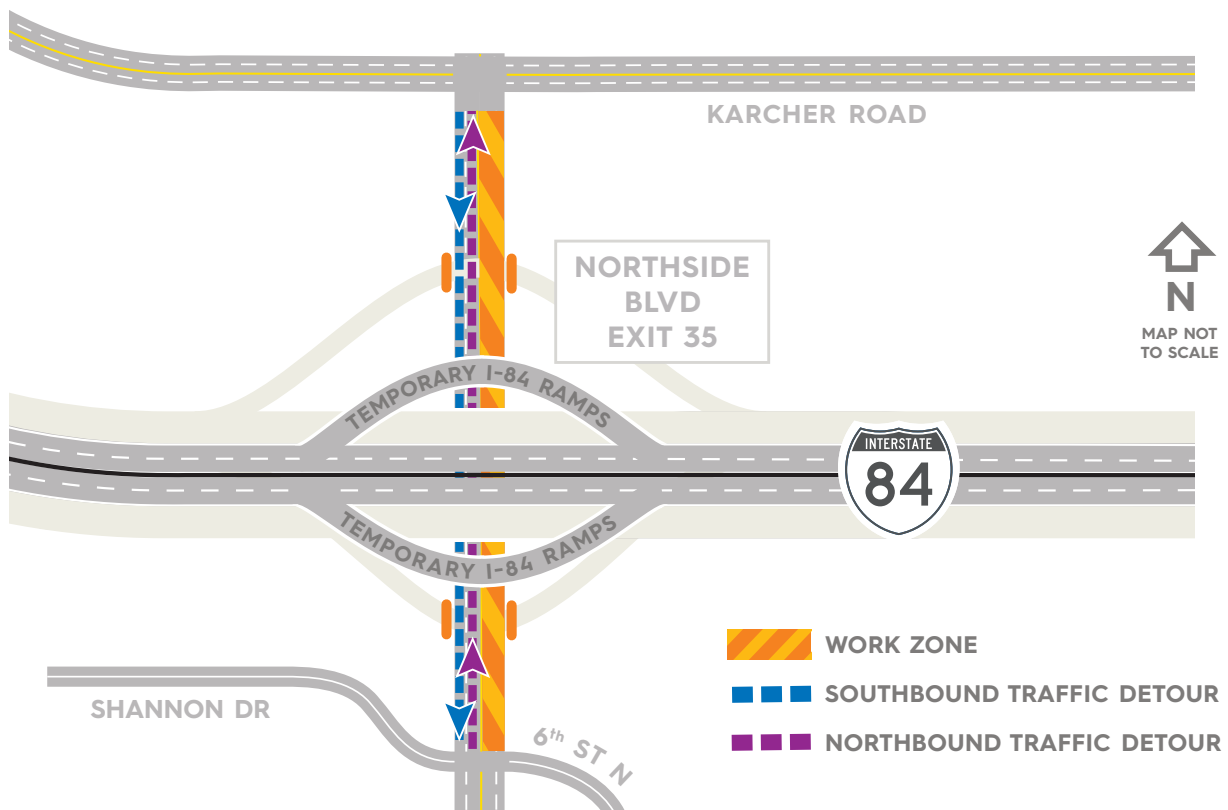 KARCHER ROAD
NORTHSIDE
BLVD
EXIT 35
N
MAP NOT
TO SCALE
TEMPORARY I-84 RAMPS
INTERSTATE
84
TEMPORARY I-84 RAMPS
WORK ZONE
SOUTHBOUND TRAFFIC DETOUR
NORTHBOUND TRAFFIC DETOUR
SHANNON DR
6th ST N